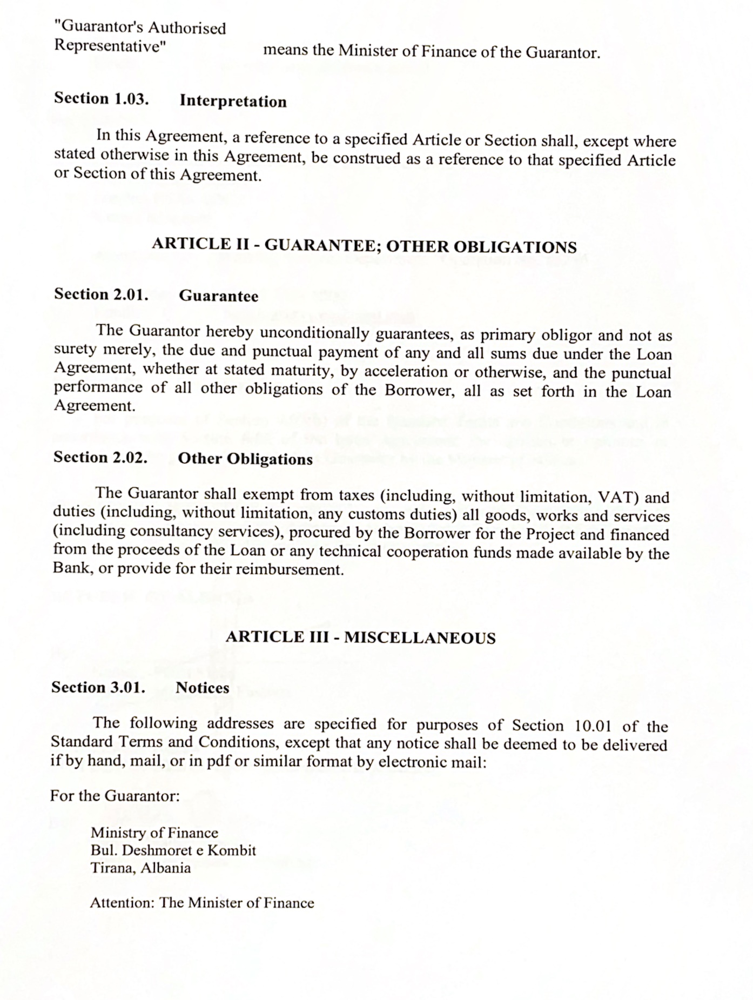 "Guarantor's Authorised
Representative" means the Minister of Finance of the Guarantor.
Section 1.03. Interpretation
In this Agreement, a reference to a specified Article or Section shall, except where
stated otherwise in this Agreement, be construed as a reference to that specified Article
or Section of this Agreement.
ARTICLE II - GUARANTEE; OTHER OBLIGATIONS
Section 2.01. Guarantee
The Guarantor hereby unconditionally guarantees, as primary obligor and not as
surety merely, the due and punctual payment of any and all sums due under the Loan
Agreement, whether at stated maturity, by acceleration or otherwise, and the punctual
performance of all other obligations of the Borrower, all as set forth in the Loan
Agreement.
Section 2.02. Other Obligations
The Guarantor shall exempt from taxes (including, without limitation, VAT) and
duties (including, without limitation, any customs duties) all goods, works and services
(including consultancy services), procured by the Borrower for the Project and financed
from the proceeds of the Loan or any technical cooperation funds made available by the
Bank, or provide for their reimbursement.
ARTICLE III - MISCELLANEOUS
Section 3.01. Notices
The following addresses are specified for purposes of Section 10.01 of the
Standard Terms and Conditions, except that any notice shall be deemed to be delivered
if by hand, mail, or in pdf or similar format by electronic mail:
For the Guarantor:
Ministry of Finance
Bul. Deshmoret e Kombit
Tirana, Albania
Attention: The Minister of Finance